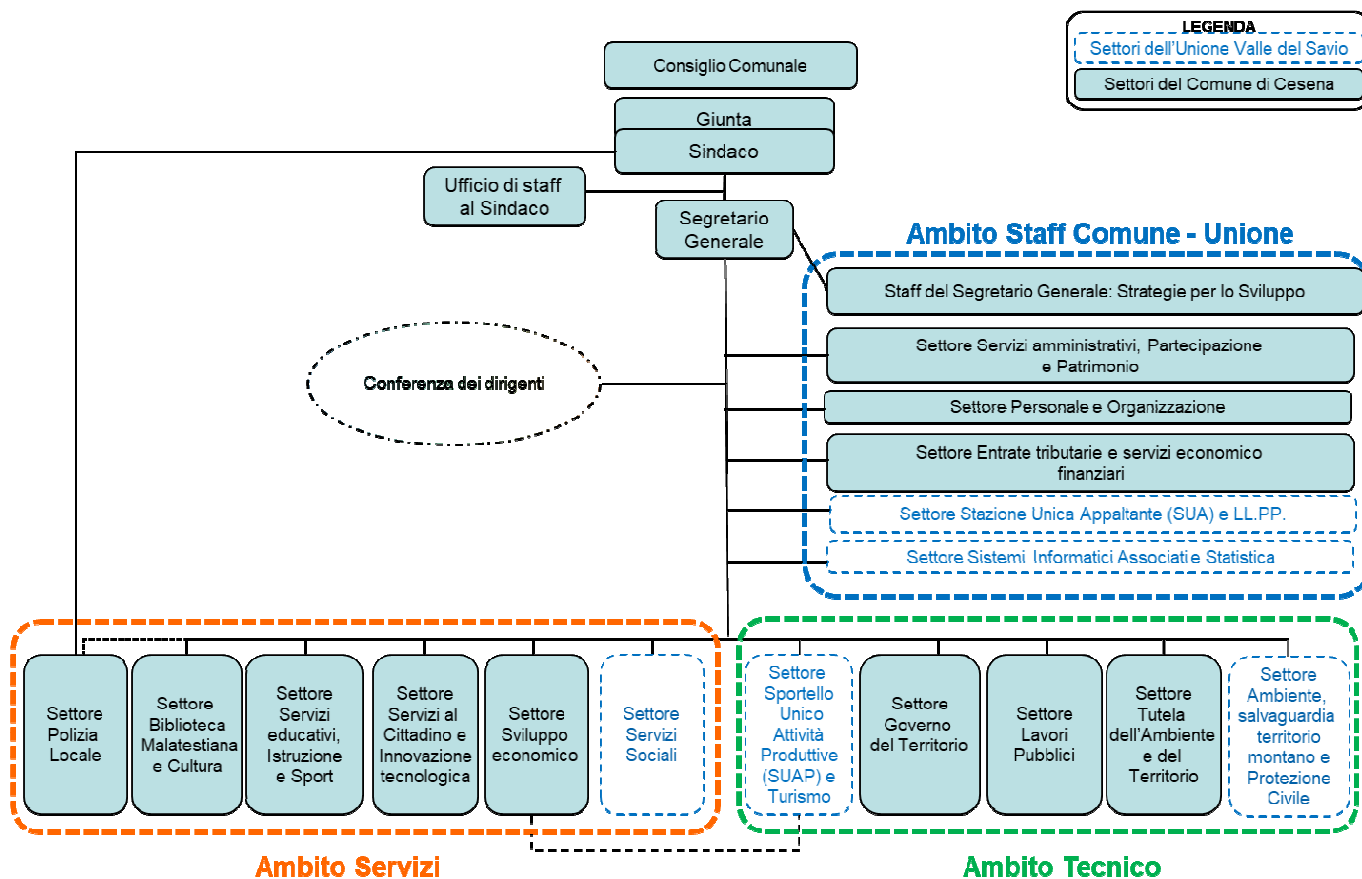 LEGENDA
Settori dell'Unione Valle del Savio
Settori del Comune di Cesena
Consiglio Comunale
Giunta
Sindaco
Ufficio di staff
al Sindaco
Segretario
Generale
Ambito Staff Comune - Unione
Staff del Segretario Generale: Strategie per lo Sviluppo
Settore Servizi amministrativi, Partecipazione
e Patrimonio
Conferenza dei dirigenti
Settore Personale e Organizzazione
Settore Entrate tributarie e servizi economico
finanziari
Settore Stazione Unica Appaltante (SUA) e LL.PP.
Settore Sistemi Informatici Associati e Statistica
Settore
Polizia
Locale
Settore
Biblioteca
Malatestiana
e Cultura
Settore
Servizi
educativi,
Istruzione
e Sport
Settore
Servizi al
Cittadino e
Innovazione
tecnologica
Settore
Sviluppo
economico
Settore
Servizi
Sociali
Settore
Sportello
Unico
Attività
Produttive
(SUAP) e
Turismo
Settore
Governo
del Territorio
Settore
Lavori
Pubblici
Settore
Tutela
dell'Ambiente
e del
Territorio
Settore
Ambiente,
salvaguardia
territorio
montano e
Protezione
Civile
Ambito Servizi
Ambito Tecnico